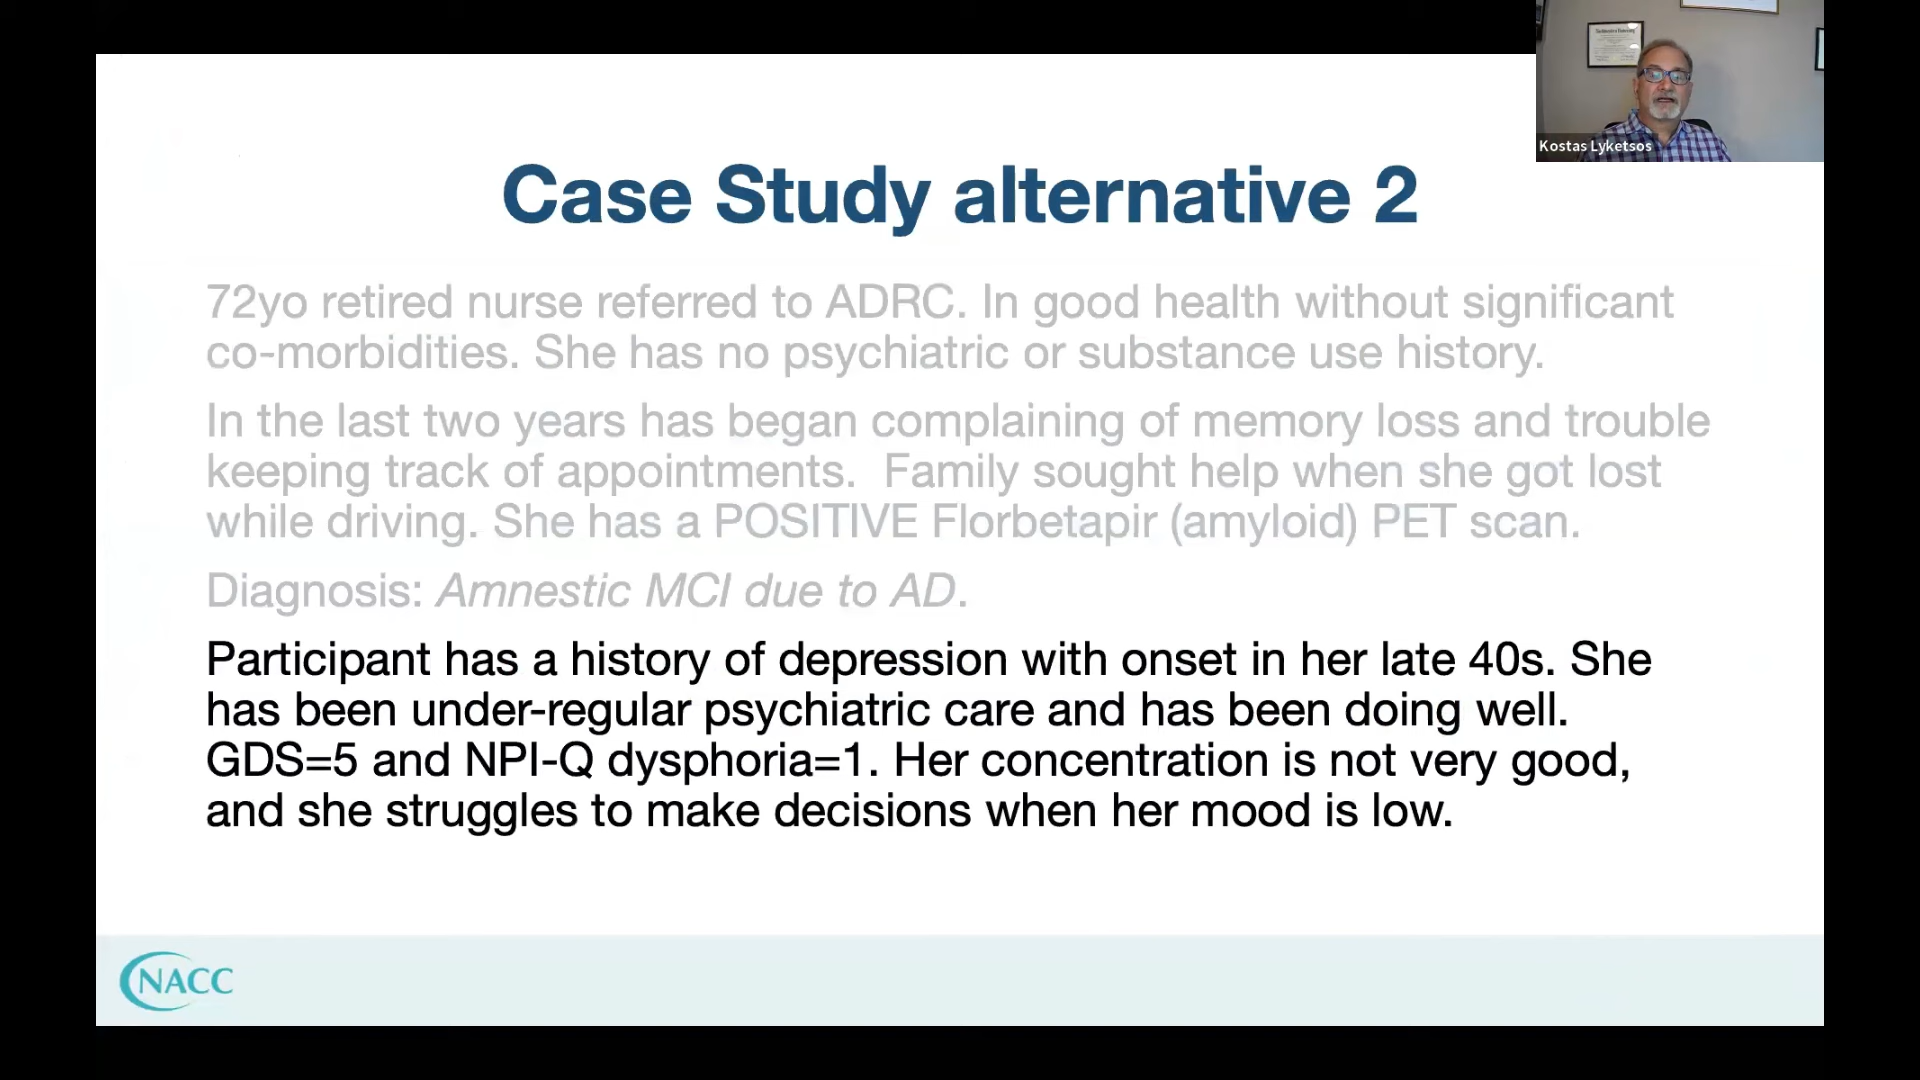 Kostas Lyketsos
Case Study alternative 2
72yo retired nurse referred to ADRC. In good health without significant
co-morbidities. She has no psychiatric or substance use history.
In the last two years has began complaining of memory loss and trouble
keeping track of appointments.  Family sought help when she got lost
while driving. She has a POSITIVE Florbetapir (amyloid) PET scan.
Diagnosis: Amnestic MCI due to AD.
Participant has a history of depression with onset in her late 40s. She
has been under-regular psychiatric care and has been doing well.
GDS=5 and NPI-Q dysphoria=1. Her concentration is not very good,
and she struggles to make decisions when her mood is low.
NACC